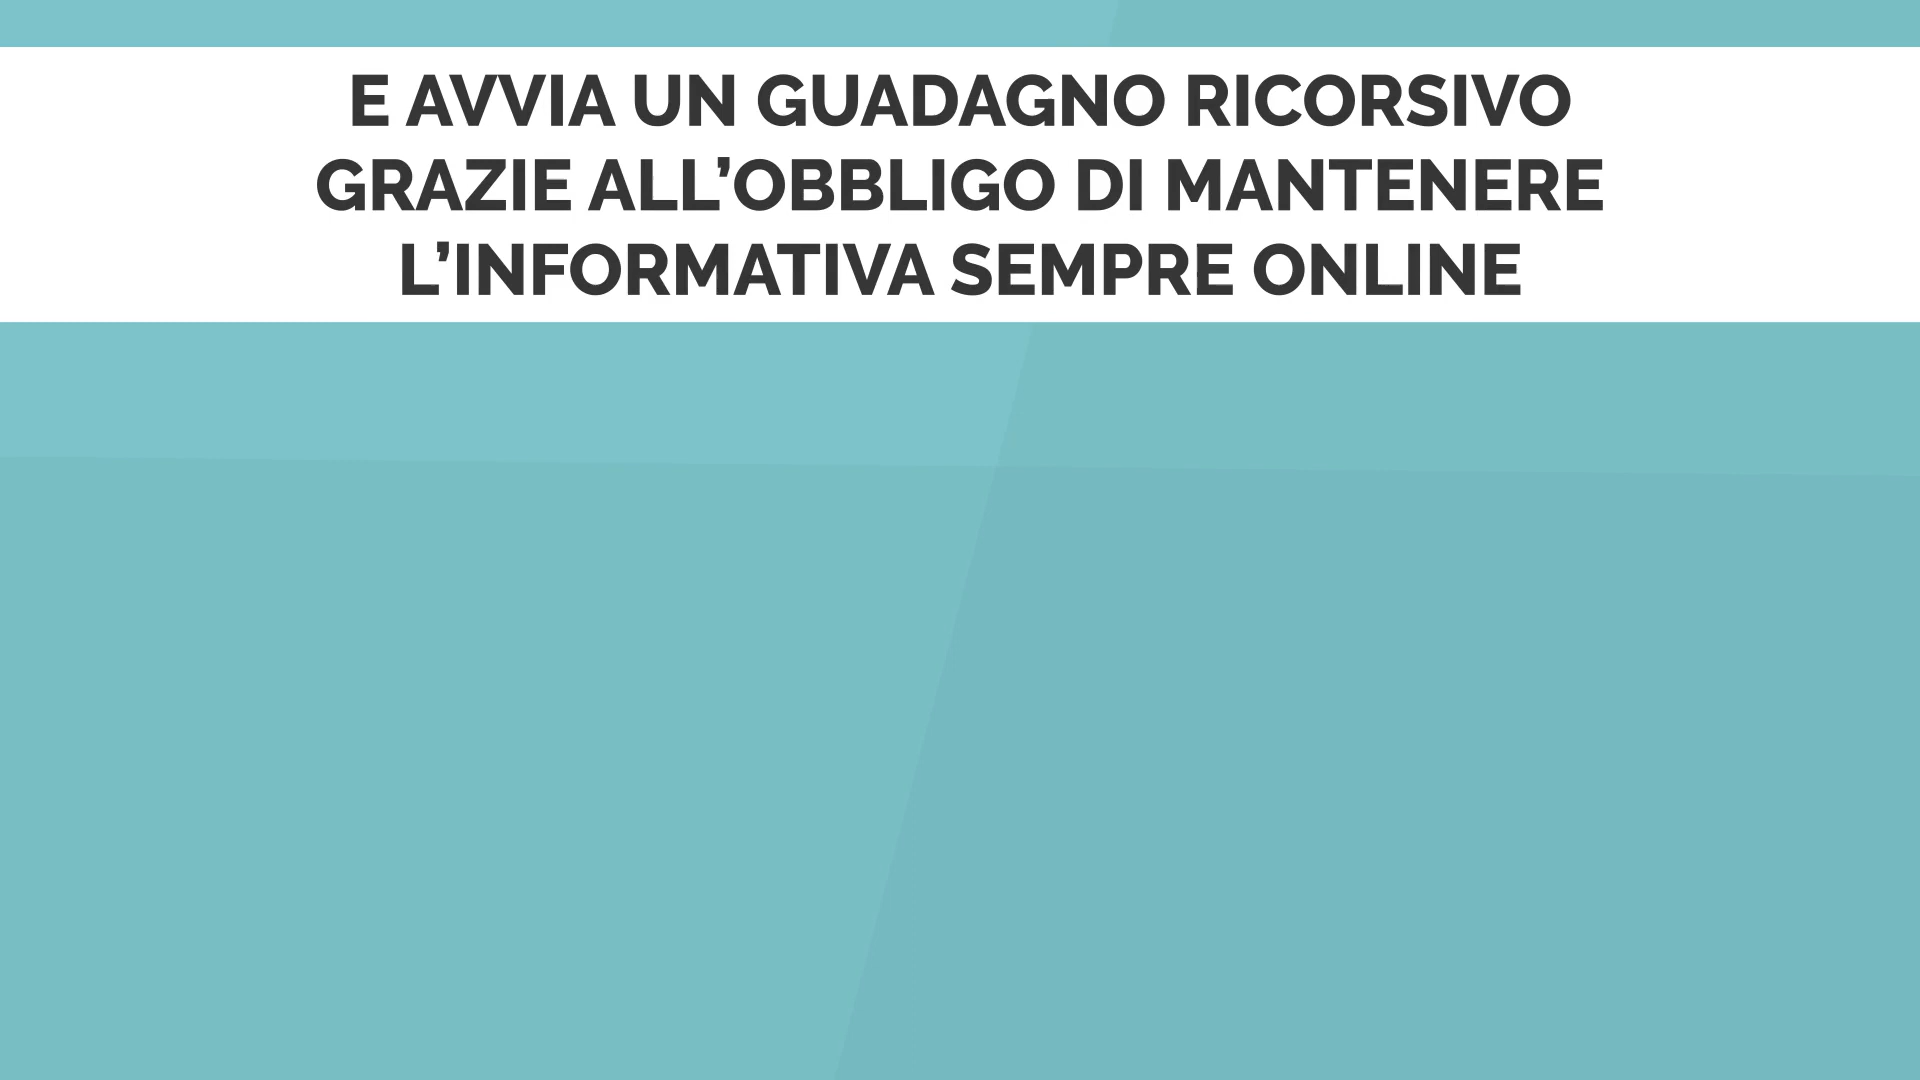 E AVVIA UN GUADAGNO RICORSIVO
GRAZIE ALL’OBBLIGO DI MANTENERE
L’INFORMATIVA SEMPRE ONLINE